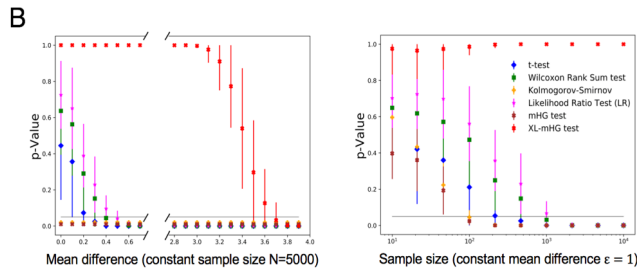 B
1.0
0.8
0.6
0.4
0.2
0.0
p-Value
0.0 0.2 0.4 0.6 2.8 3.0 3.2 3.4 3.6 3.8 4.0
Mean difference (constant sample size N=5000)
1.0
0.8
0.6
0.4
0.2
0.0
p-Value
t-test
Wilcoxon Rank Sum test
Kolmogorov-Smirnov
Likelihood Ratio Test (LR)
mHG test
XL-mHG test
10¹ 10² 10³ 10⁴
Sample size (constant mean difference ε = 1)